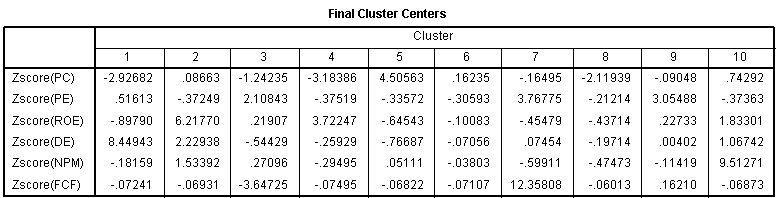 Final Cluster Centers
Cluster
1 2 3 4 5 6 7 8 9 10
Zscore(PC) -2.92682 .08663 -1.24235 -3.18386 4.50563 .16235 -.16495 -2.11939 -.09048 .74292
Zscore(PE) .51613 -.37249 2.10843 -.37519 -.33572 -.30593 3.76775 -.21214 3.05488 -.37363
Zscore(ROE) -.89790 6.21770 .21907 3.72247 -.64543 -.10083 -.45479 -.43714 .22733 1.83301
Zscore(DE) 8.44943 2.22938 -.54429 -.25929 -.76687 -.07056 .07454 -.19714 .00402 1.06742
Zscore(NPM) -.18159 1.53392 .27096 -.29495 .05111 -.03803 -.59911 -.47473 -.11419 9.51271
Zscore(FCF) -.07241 -.06931 -3.64725 -.07495 -.06822 -.07107 12.35808 -.06013 .16210 -.06873